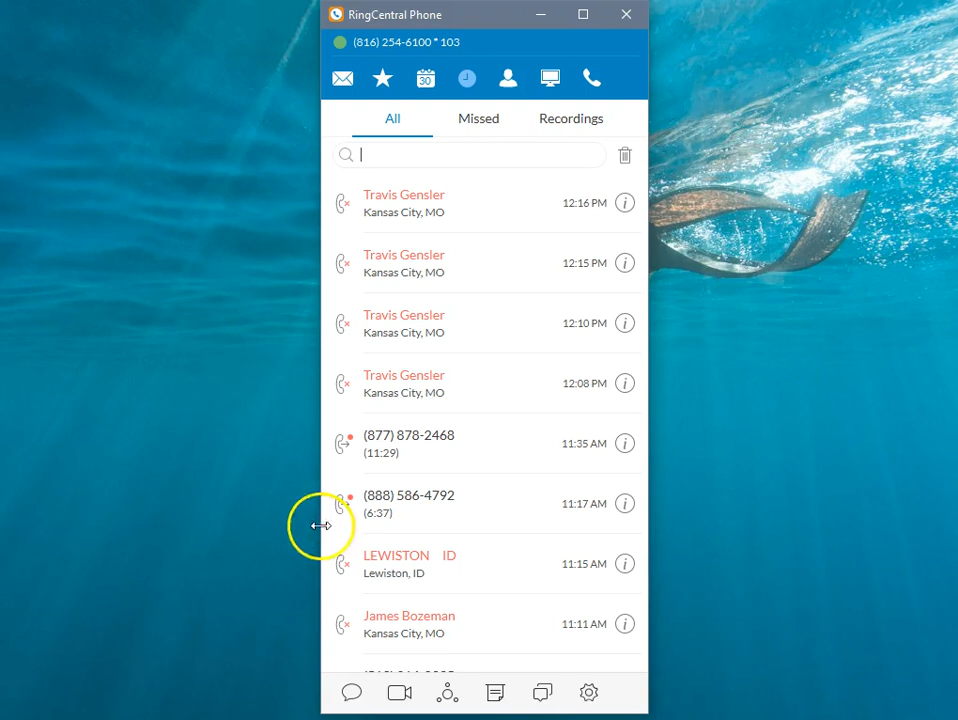 RingCentral Phone
(816) 254-6100 * 103
30
All Missed Recordings
Travis Gensler
Kansas City, MO
12:16 PM
Travis Gensler
Kansas City, MO
12:15 PM
Travis Gensler
Kansas City, MO
12:10 PM
Travis Gensler
Kansas City, MO
12:08 PM
(877) 878-2468
(11:29)
11:35 AM
(888) 586-4792
(6:37)
11:17 AM
LEWISTON ID
Lewiston, ID
11:15 AM
James Bozeman
Kansas City, MO
11:11 AM